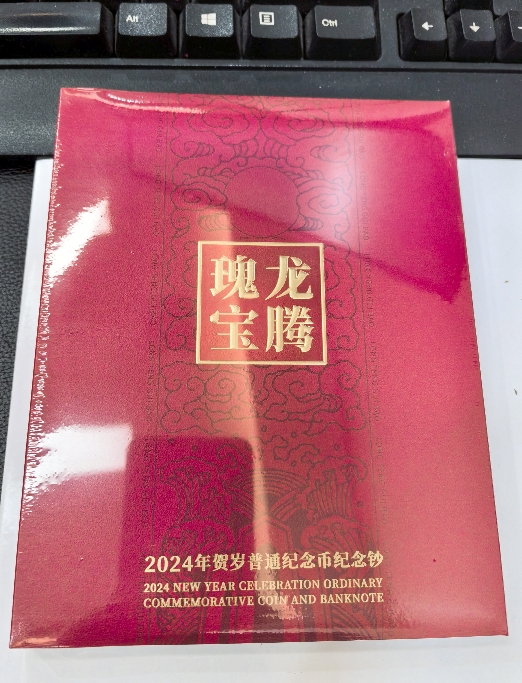 Alt
Ctrl
龙腾
瑰宝
2024年贺岁普通纪念币纪念钞
2024 NEW YEAR CELEBRATION ORDINARY
COMMEMORATIVE COIN AND BANKNOTE